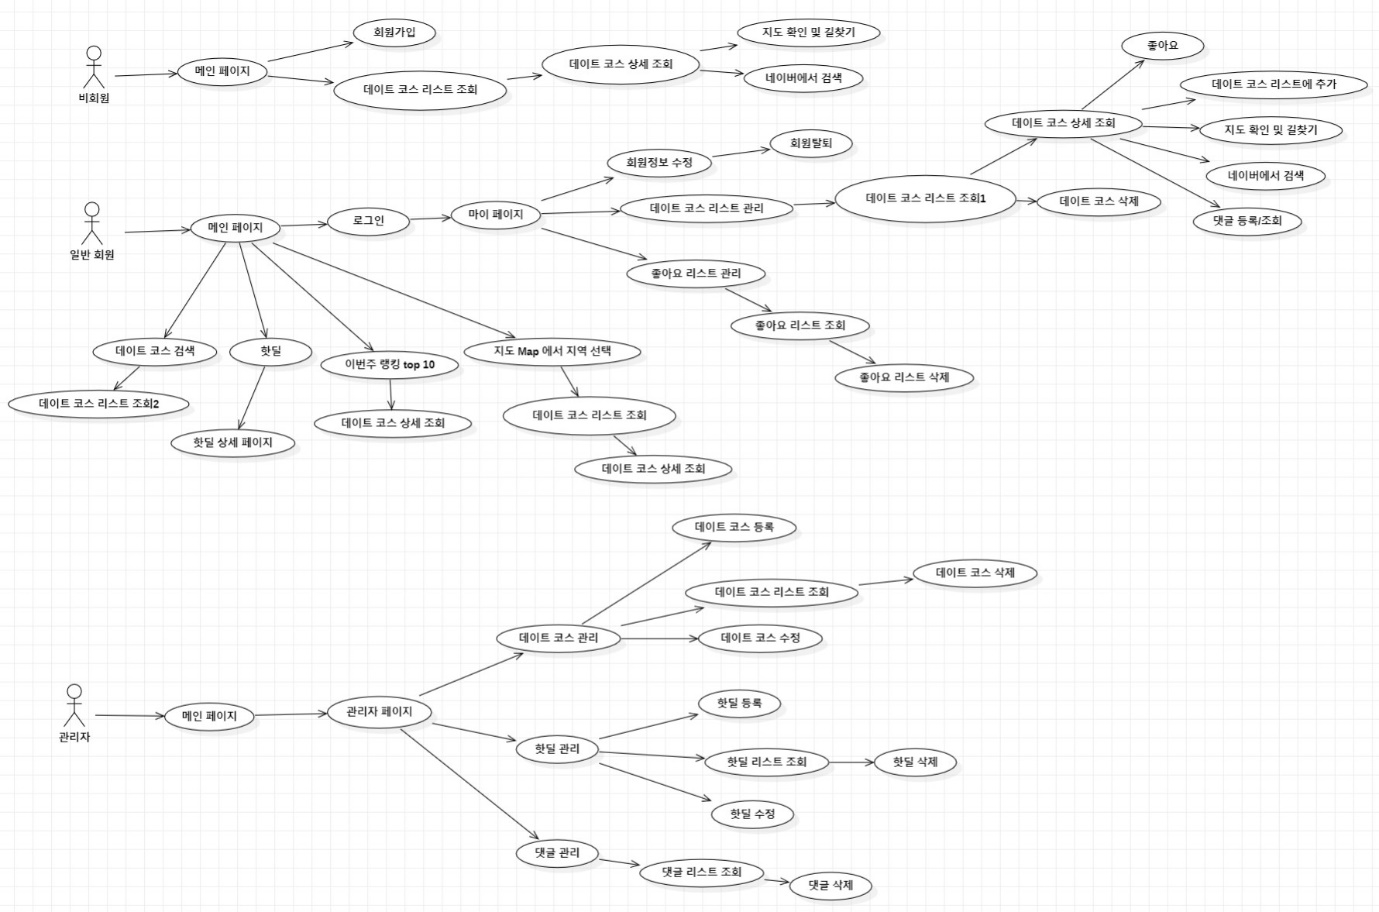 비회원
메인 페이지
회원가입
데이트 코스 리스트 조회
데이트 코스 상세 조회
지도 확인 및 길찾기
네이버에서 검색
일반 회원
메인 페이지
로그인
마이 페이지
회원정보 수정
회원탈퇴
데이트 코스 리스트 관리
데이트 코스 리스트 조회1
데이트 코스 삭제
데이트 코스 상세 조회
좋아요
데이트 코스 리스트에 추가
지도 확인 및 길찾기
네이버에서 검색
댓글 등록/조회
좋아요 리스트 관리
좋아요 리스트 조회
좋아요 리스트 삭제
데이트 코스 검색
데이트 코스 리스트 조회2
핫딜
핫딜 상세 페이지
이번주 랭킹 top 10
데이트 코스 상세 조회
지도 Map 에서 지역 선택
데이트 코스 리스트 조회
데이트 코스 상세 조회
관리자
메인 페이지
관리자 페이지
데이트 코스 관리
데이트 코스 등록
데이트 코스 리스트 조회
데이트 코스 삭제
데이트 코스 수정
핫딜 관리
핫딜 등록
핫딜 리스트 조회
핫딜 삭제
핫딜 수정
댓글 관리
댓글 리스트 조회
댓글 삭제